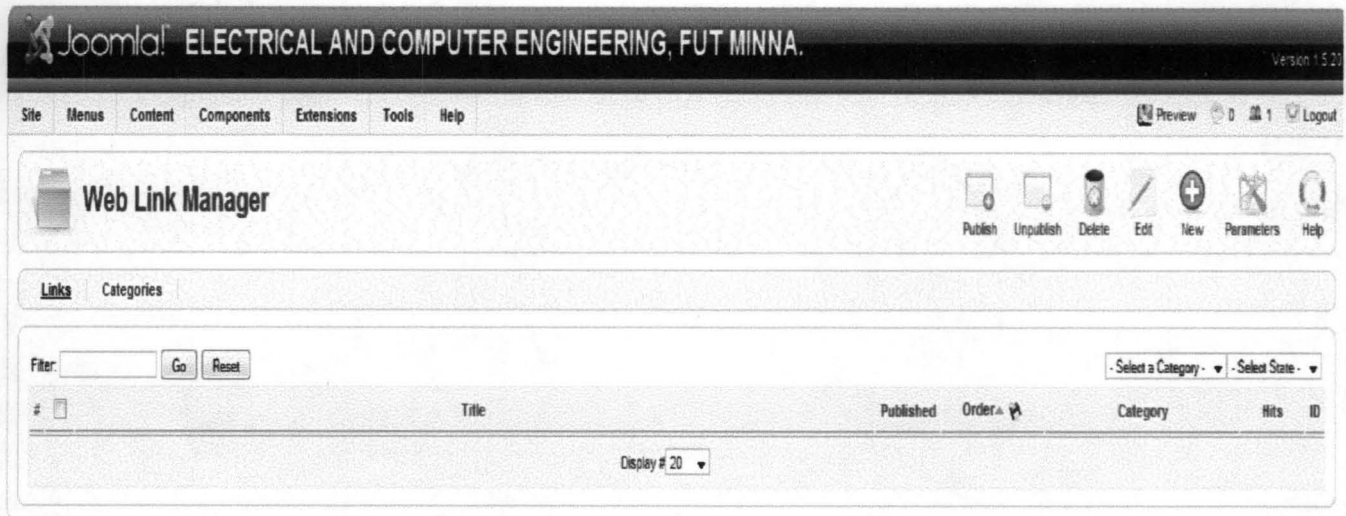 Joomla!™ ELECTRICAL AND COMPUTER ENGINEERING, FUT MINNA.
Version 1.5.20
Site Menus Content Components Extensions Tools Help Preview 0 1 Logout
Web Link Manager
Publish Unpublish Delete Edit New Parameters Help
Links Categories
Filter: Go Reset - Select a Category - - Select State -
# Title Published Order Category Hits ID
Display # 20